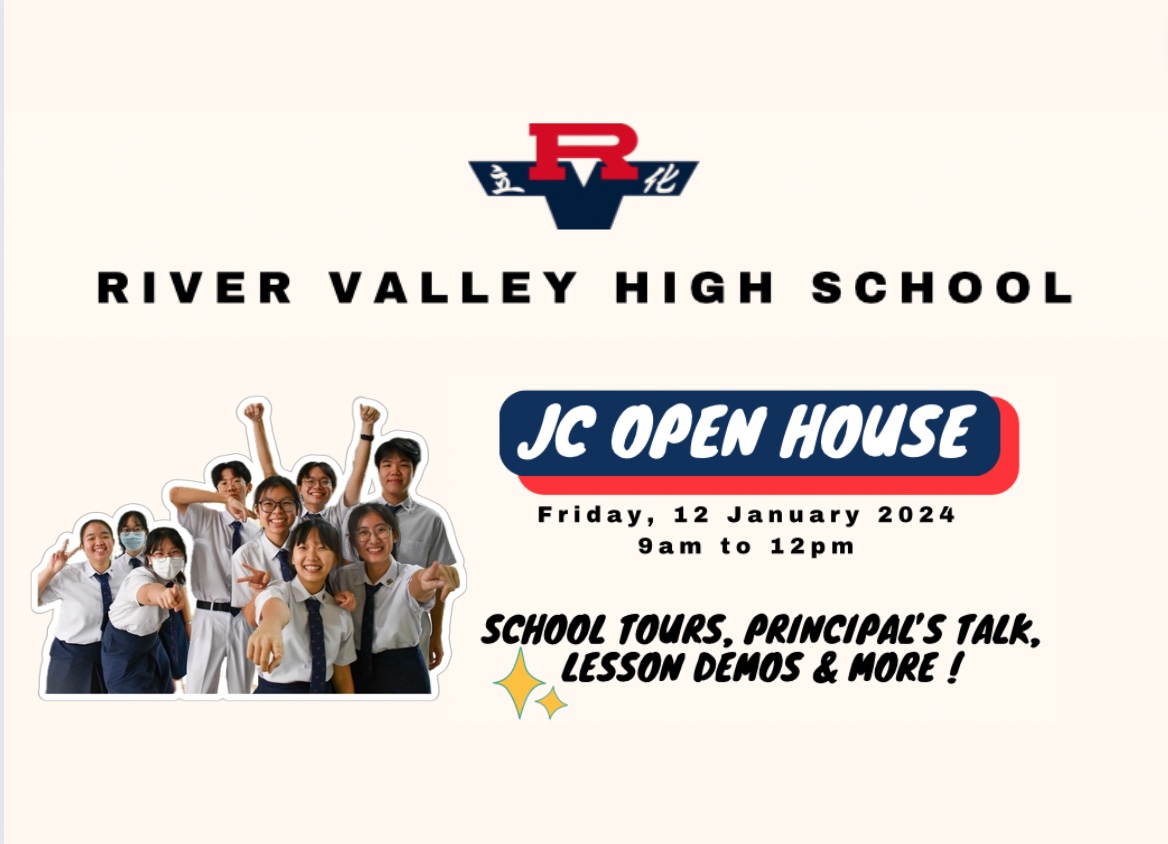 立 R 化
RIVER VALLEY HIGH SCHOOL
JC OPEN HOUSE
Friday, 12 January 2024
9am to 12pm
SCHOOL TOURS, PRINCIPAL'S TALK,
LESSON DEMOS & MORE !